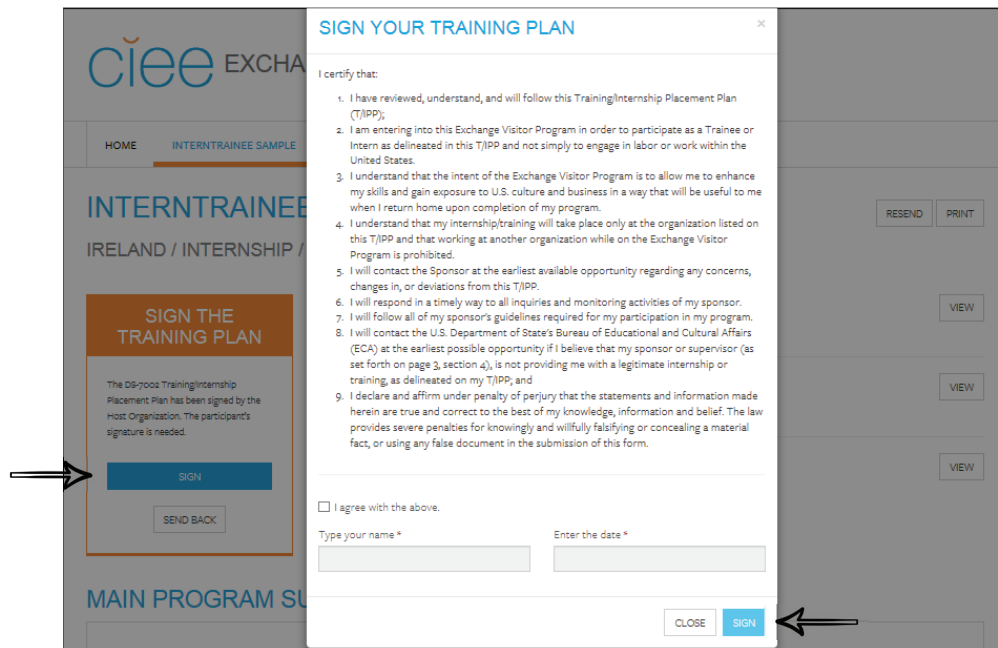 ciee EXCHA
HOME
INTERNTRAINEE SAMPLE
INTERNTRAINEE
IRELAND / INTERNSHIP /
RESEND
PRINT
SIGN THE
TRAINING PLAN
The DS-7002 Training/Internship
Placement Plan has been signed by the
Host Organization. The participant's
signature is needed.
SIGN
SEND BACK
VIEW
VIEW
VIEW
MAIN PROGRAM SU
SIGN YOUR TRAINING PLAN
×
I certify that:
1. I have reviewed, understand, and will follow this Training/Internship Placement Plan
(T/IPP);
2. I am entering into this Exchange Visitor Program in order to participate as a Trainee or
Intern as delineated in this T/IPP and not simply to engage in labor or work within the
United States.
3. I understand that the intent of the Exchange Visitor Program is to allow me to enhance
my skills and gain exposure to U.S. culture and business in a way that will be useful to me
when I return home upon completion of my program.
4. I understand that my internship/training will take place only at the organization listed on
this T/IPP and that working at another organization while on the Exchange Visitor
Program is prohibited.
5. I will contact the Sponsor at the earliest available opportunity regarding any concerns,
changes in, or deviations from this T/IPP.
6. I will respond in a timely way to all inquiries and monitoring activities of my sponsor.
7. I will follow all of my sponsor's guidelines required for my participation in my program.
8. I will contact the U.S. Department of State's Bureau of Educational and Cultural Affairs
(ECA) at the earliest possible opportunity if I believe that my sponsor or supervisor (as
set forth on page 3, section 4), is not providing me with a legitimate internship or
training, as delineated on my T/IPP; and
9. I declare and affirm under penalty of perjury that the statements and information made
herein are true and correct to the best of my knowledge, information and belief. The law
provides severe penalties for knowingly and willfully falsifying or concealing a material
fact, or using any false document in the submission of this form.
I agree with the above.
Type your name *
Enter the date *
CLOSE
SIGN